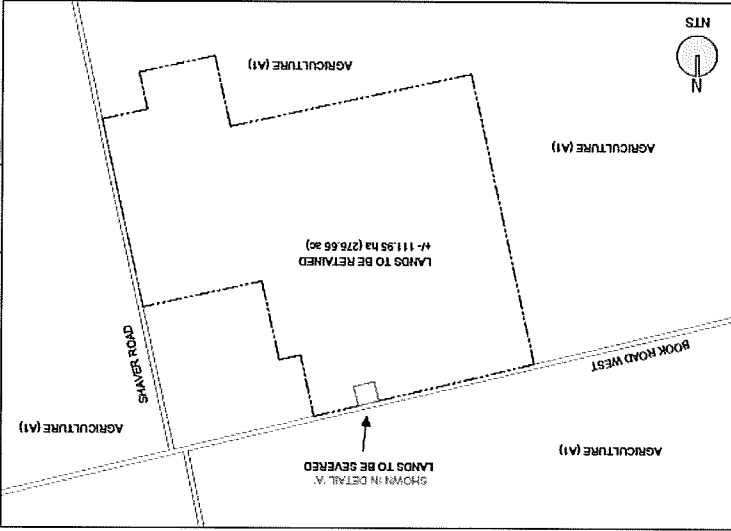 SHOWN IN DETAIL 'A'
LANDS TO BE SEVERED
AGRICULTURE (A1)
AGRICULTURE (A1)
BOOK ROAD WEST
SHAVER ROAD
LANDS TO BE RETAINED
+/- 111.95 ha (276.66 ac)
AGRICULTURE (A1)
N
AGRICULTURE (A1)
NTS